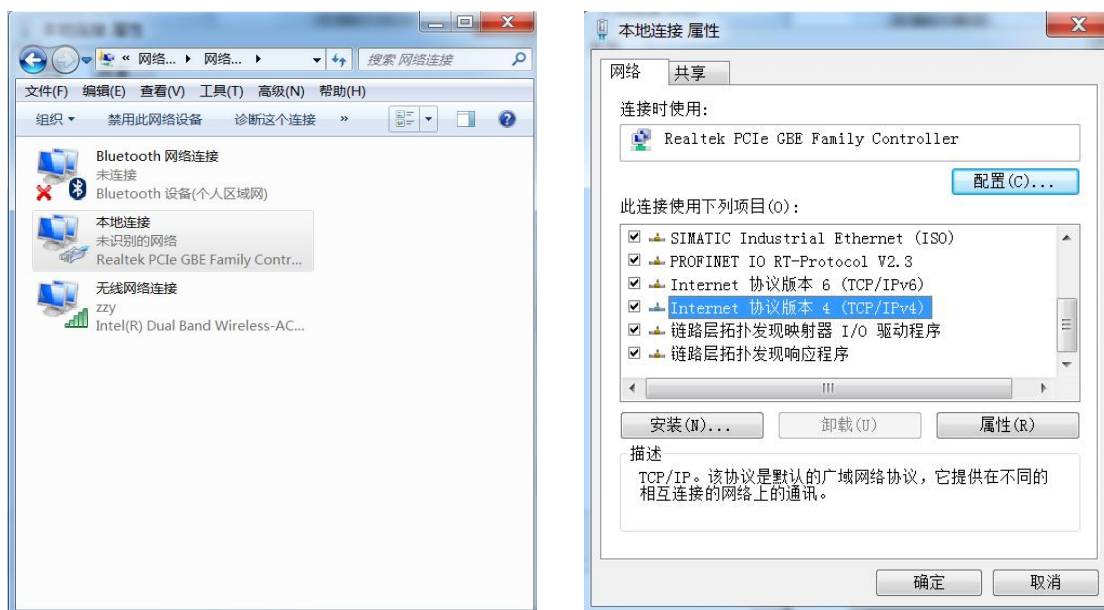 « 网络... ▸ 网络... ▸
搜索 网络连接
文件(F) 编辑(E) 查看(V) 工具(T) 高级(N) 帮助(H)
组织 禁用此网络设备 诊断这个连接 »
Bluetooth 网络连接
未连接
Bluetooth 设备(个人区域网)
本地连接
未识别的网络
Realtek PCIe GBE Family Contr...
无线网络连接
zzy
Intel(R) Dual Band Wireless-AC...
本地连接 属性
网络 共享
连接时使用:
Realtek PCIe GBE Family Controller
配置(C)...
此连接使用下列项目(O):
SIMATIC Industrial Ethernet (ISO)
PROFINET IO RT-Protocol V2.3
Internet 协议版本 6 (TCP/IPv6)
Internet 协议版本 4 (TCP/IPv4)
链路层拓扑发现映射器 I/O 驱动程序
链路层拓扑发现响应程序
安装(N)... 卸载(U) 属性(R)
描述
TCP/IP。该协议是默认的广域网络协议，它提供在不同的
相互连接的网络上的通讯。
确定 取消